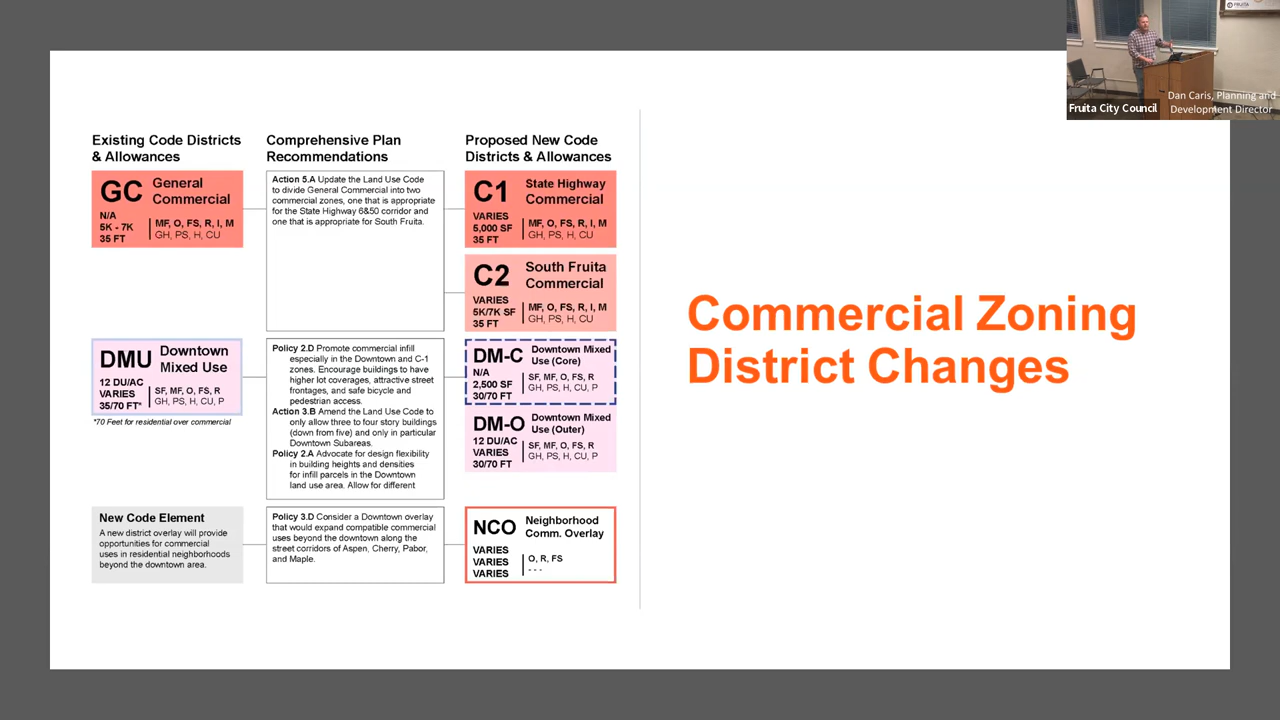 Fruita City Council
Dan Caris, Planning and
Development Director
Existing Code Districts
& Allowances
Comprehensive Plan
Recommendations
Proposed New Code
Districts & Allowances
GC General
Commercial
N/A
5K - 7K
35 FT
MF, O, FS, R, I, M
GH, PS, H, CU
Action 5.A Update the Land Use Code
to divide General Commercial into two
commercial zones, one that is appropriate
for the State Highway 6&50 corridor and
one that is appropriate for South Fruita.
C1 State Highway
Commercial
VARIES
5,000 SF
35 FT
MF, O, FS, R, I, M
GH, PS, H, CU
C2 South Fruita
Commercial
VARIES
5K/7K SF
35 FT
MF, O, FS, R, I, M
GH, PS, H, CU
DMU Downtown
Mixed Use
12 DU/AC
VARIES
35/70 FT*
SF, MF, O, FS, R
GH, PS, H, CU, P
*70 Feet for residential over commercial
Policy 2.D Promote commercial infill
especially in the Downtown and C-1
zones. Encourage buildings to have
higher lot coverages, attractive street
frontages, and safe bicycle and
pedestrian access.
Action 3.B Amend the Land Use Code to
only allow three to four story buildings
(down from five) and only in particular
Downtown Subareas.
Policy 2.A Advocate for design flexibility
in building heights and densities
for infill parcels in the Downtown
land use area. Allow for different
DM-C Downtown Mixed
Use (Core)
N/A
2,500 SF
30/70 FT
SF, MF, O, FS, R
GH, PS, H, CU, P
DM-O Downtown Mixed
Use (Outer)
12 DU/AC
VARIES
30/70 FT
SF, MF, O, FS, R
GH, PS, H, CU, P
New Code Element
A new district overlay will provide
opportunities for commercial
uses in residential neighborhoods
beyond the downtown area.
Policy 3.D Consider a Downtown overlay
that would expand compatible commercial
uses beyond the downtown along the
street corridors of Aspen, Cherry, Pabor,
and Maple.
NCO Neighborhood
Comm. Overlay
VARIES
VARIES
VARIES
O, R, FS
- - -
Commercial Zoning
District Changes